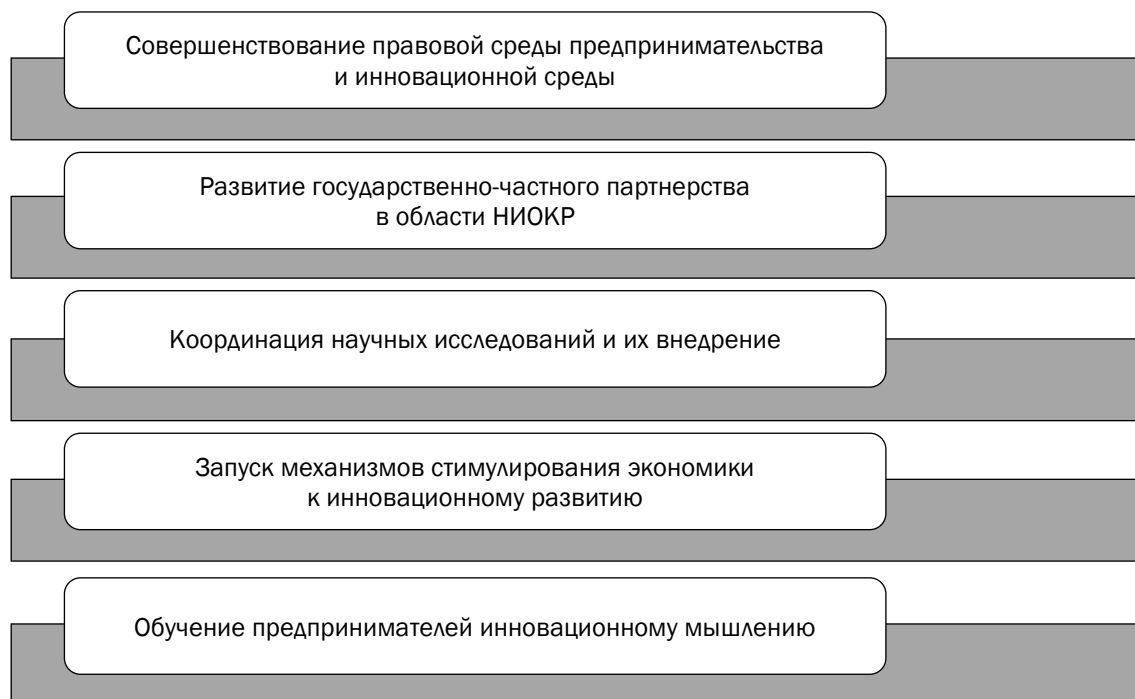 Совершенствование правовой среды предпринимательства
и инновационной среды
Развитие государственно-частного партнерства
в области НИОКР
Координация научных исследований и их внедрение
Запуск механизмов стимулирования экономики
к инновационному развитию
Обучение предпринимателей инновационному мышлению